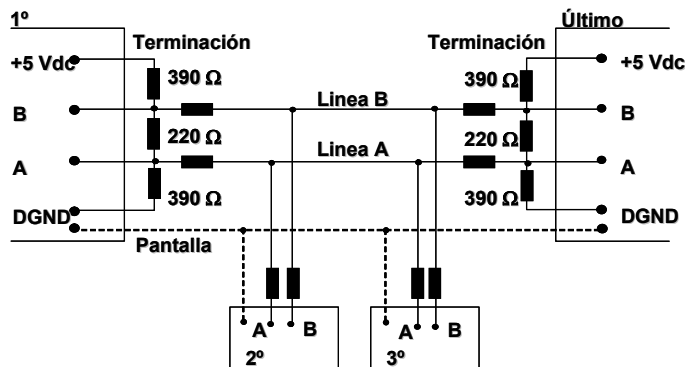 1º
Último
Terminación
Terminación
+5 Vdc
390 Ω
390 Ω
+5 Vdc
Linea B
B
B
220 Ω
220 Ω
Linea A
A
A
390 Ω
390 Ω
DGND
DGND
Pantalla
A B
A B
2º
3º